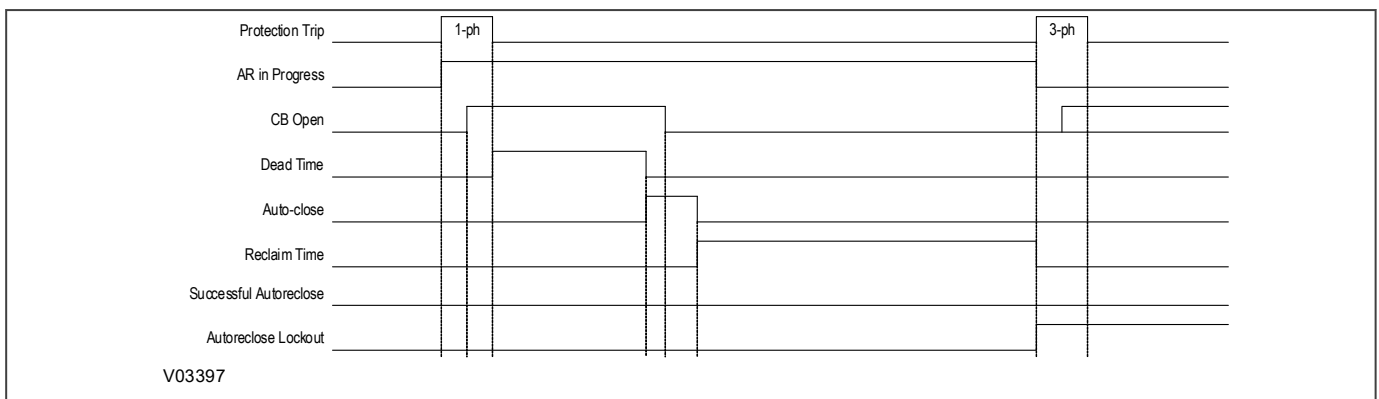 Protection Trip
1-ph
3-ph
AR in Progress
CB Open
Dead Time
Auto-close
Reclaim Time
Successful Autoreclose
Autoreclose Lockout
V03397